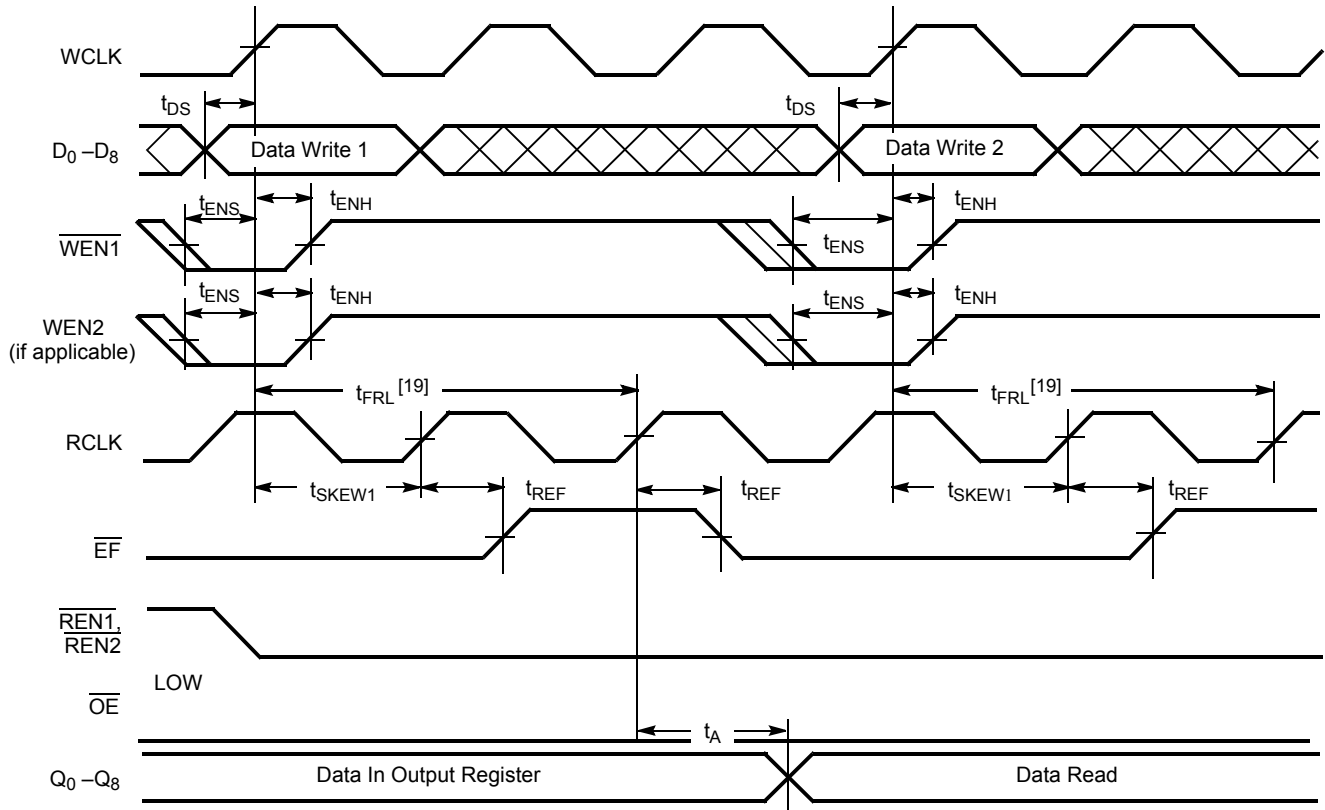 WCLK
tDS tDS
D0 –D8 Data Write 1 Data Write 2
tENS tENH tENH
WEN1 tENS
tENS tENH tENS tENH
WEN2
(if applicable)
tFRL [19] tFRL [19]
RCLK
tSKEW1 tREF tREF tSKEW1 tREF
EF
REN1,
REN2
LOW
OE
tA
Q0 –Q8 Data In Output Register Data Read